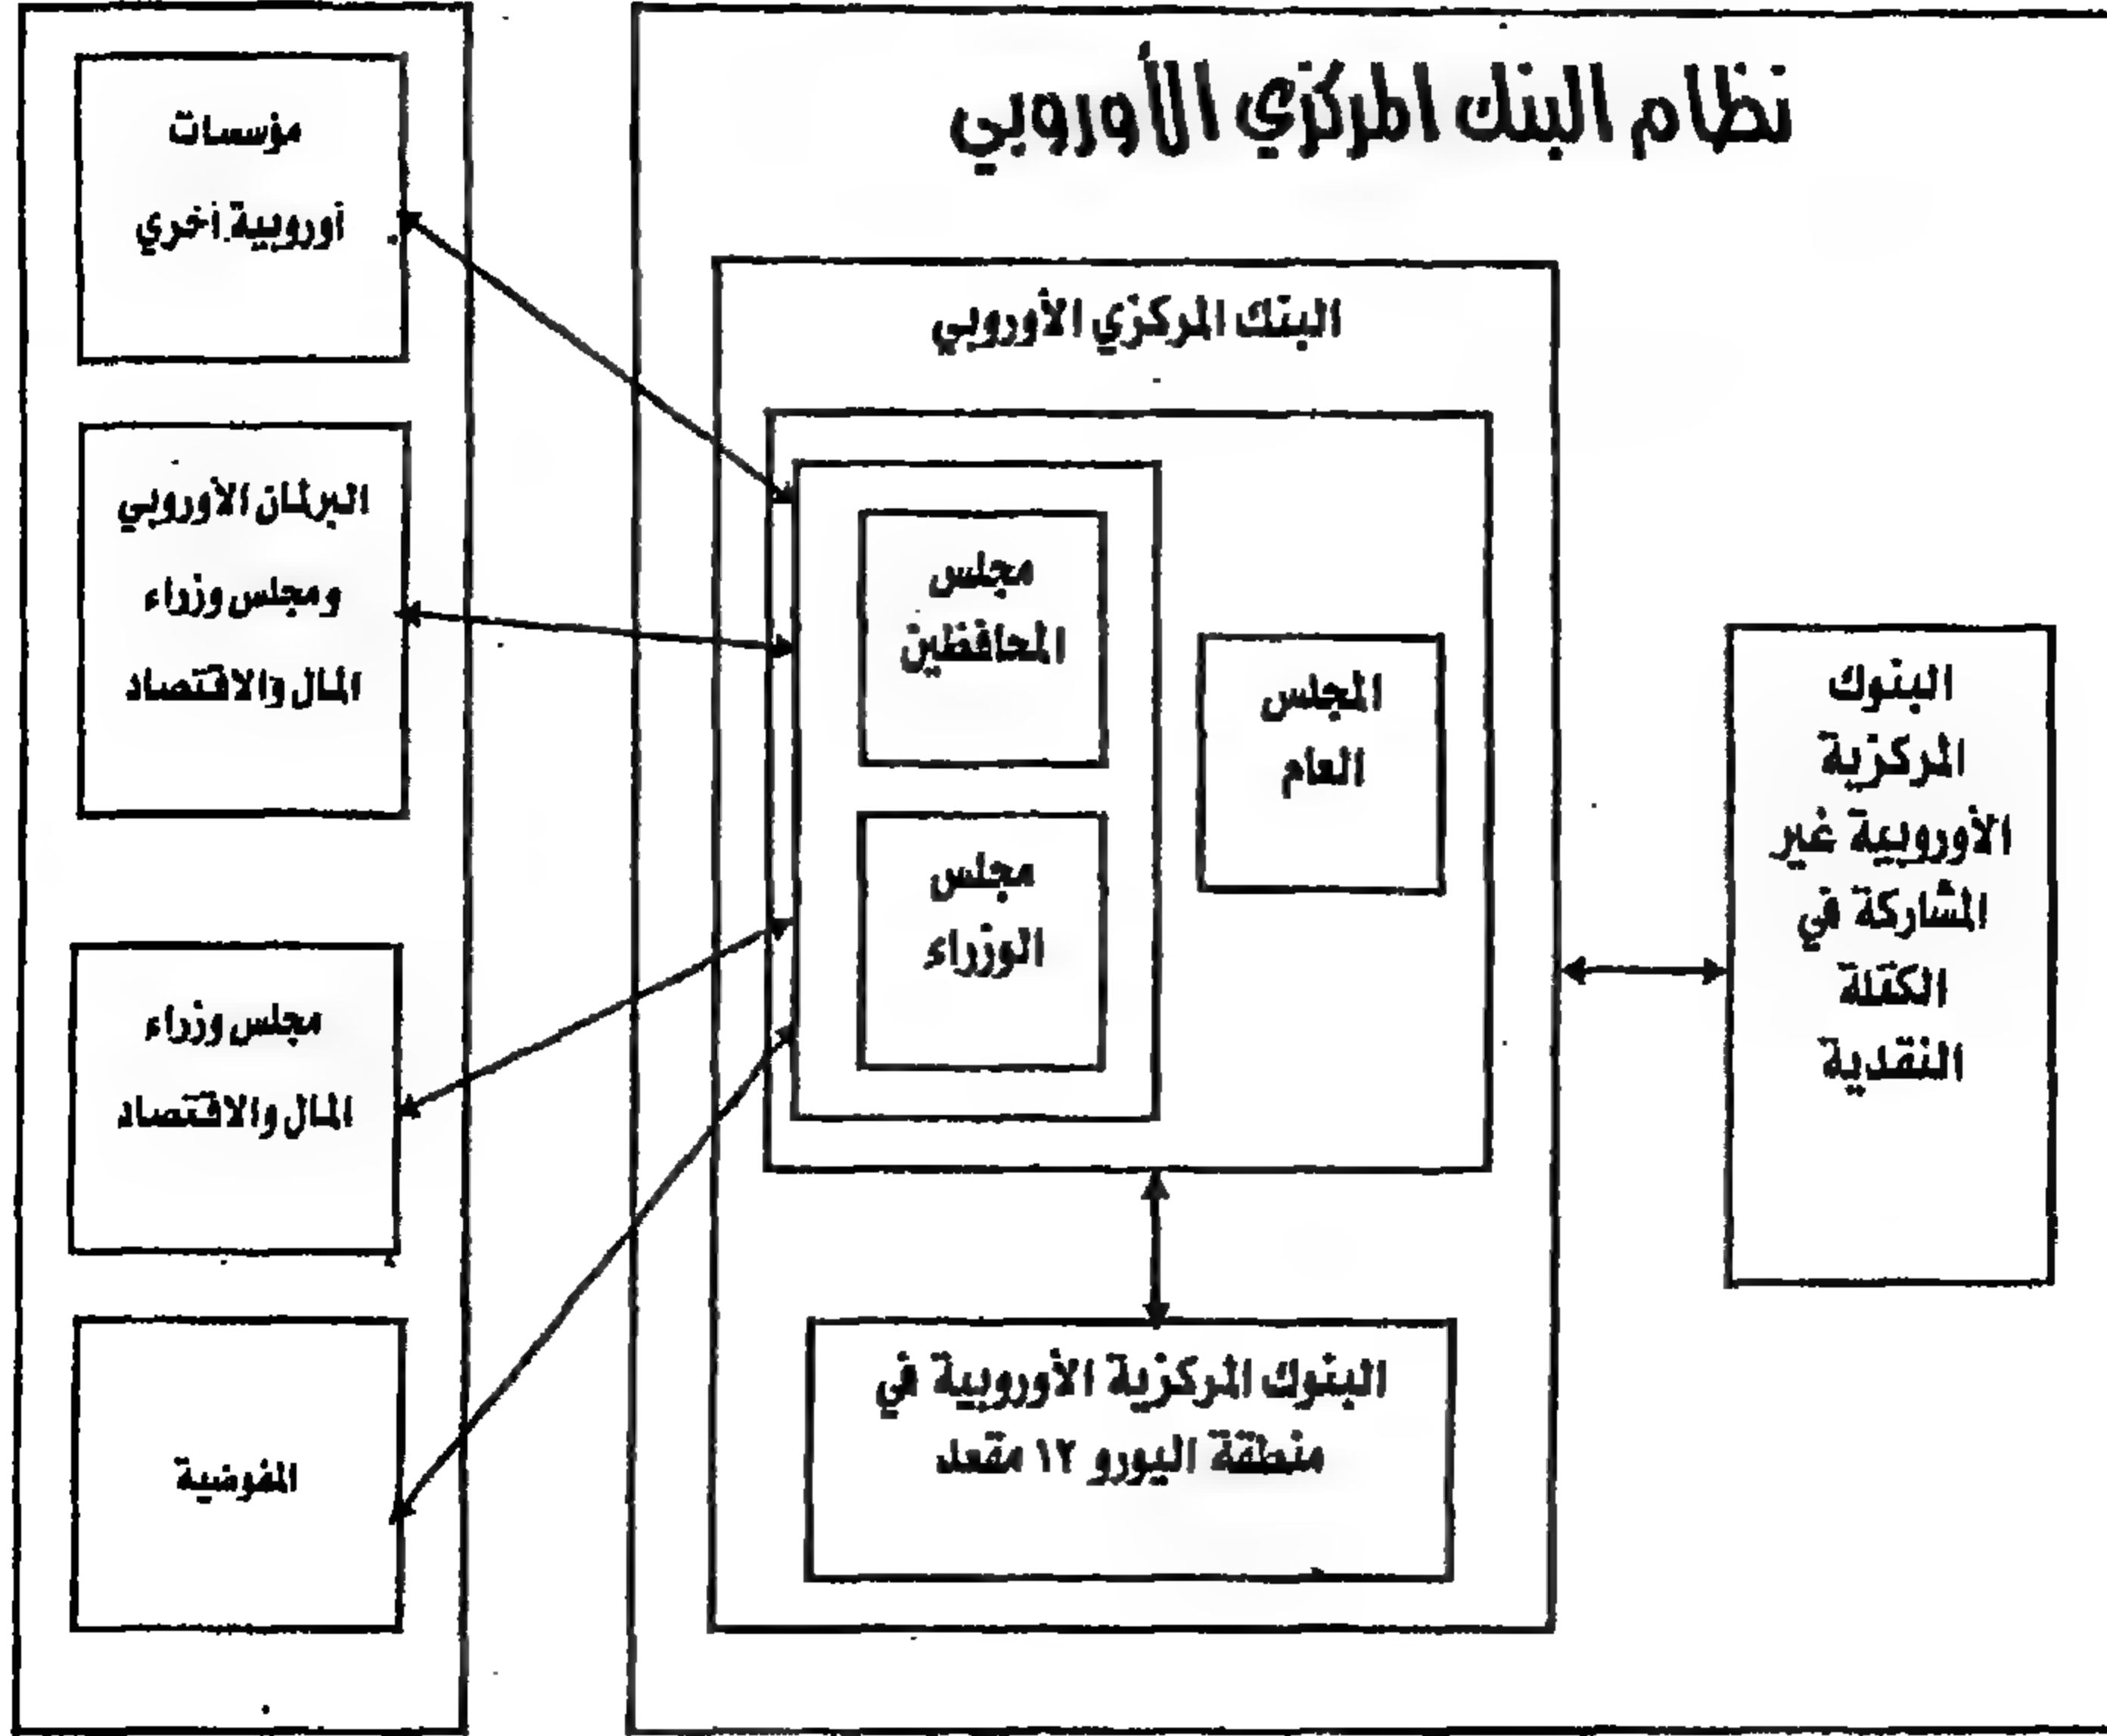 نظام البنك المركزي الأوروبي
البنك المركزي الأوروبي
البنوك
المركزية
الأوروبية غير
المشاركة في
الكتلة
النقدية
المجلس
العام
مجلس
المحافظين
مجلس
الوزراء
البنوك المركزية الأوروبية في
منطقة اليورو ١٢ مقعد
مؤسسات
أوروبية أخري
البرلمان الأوروبي
ومجلس وزراء
المال والاقتصاد
مجلس وزراء
المال والاقتصاد
المفوضية